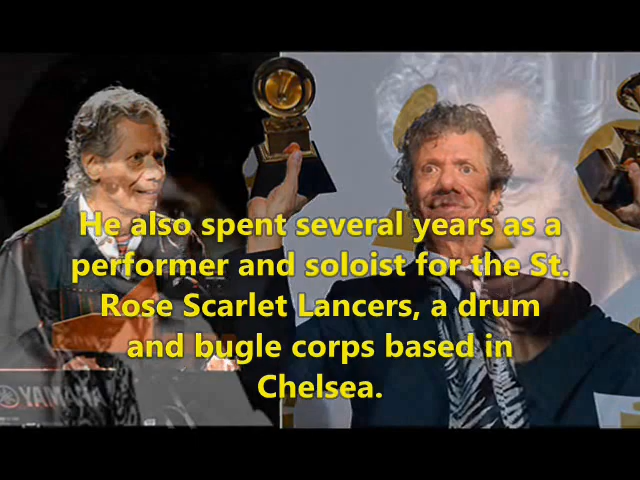 He also spent several years as a
performer and soloist for the St.
Rose Scarlet Lancers, a drum
and bugle corps based in
Chelsea.
YAMAHA